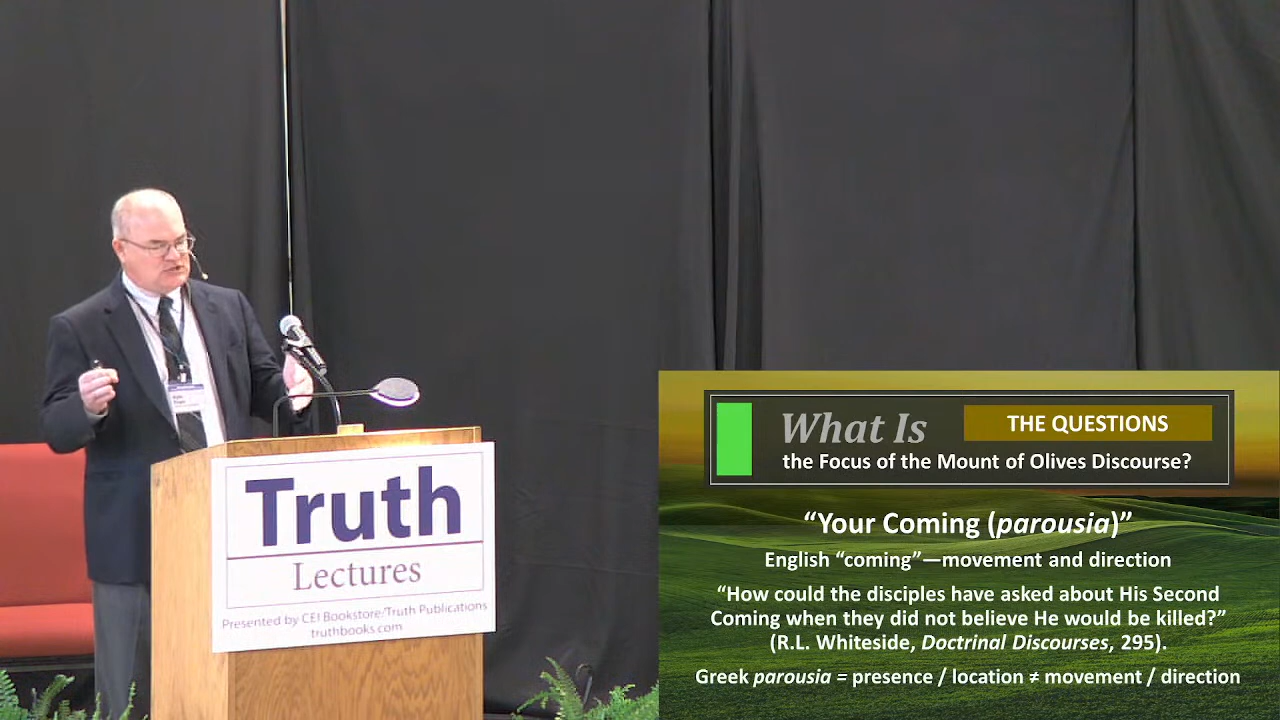 Truth
Lectures
Presented by CEI Bookstore/Truth Publications
truthbooks.com
What Is
THE QUESTIONS
the Focus of the Mount of Olives Discourse?
“Your Coming (parousia)”
English “coming”—movement and direction
“How could the disciples have asked about His Second
Coming when they did not believe He would be killed?”
(R.L. Whiteside, Doctrinal Discourses, 295).
Greek parousia = presence / location ≠ movement / direction